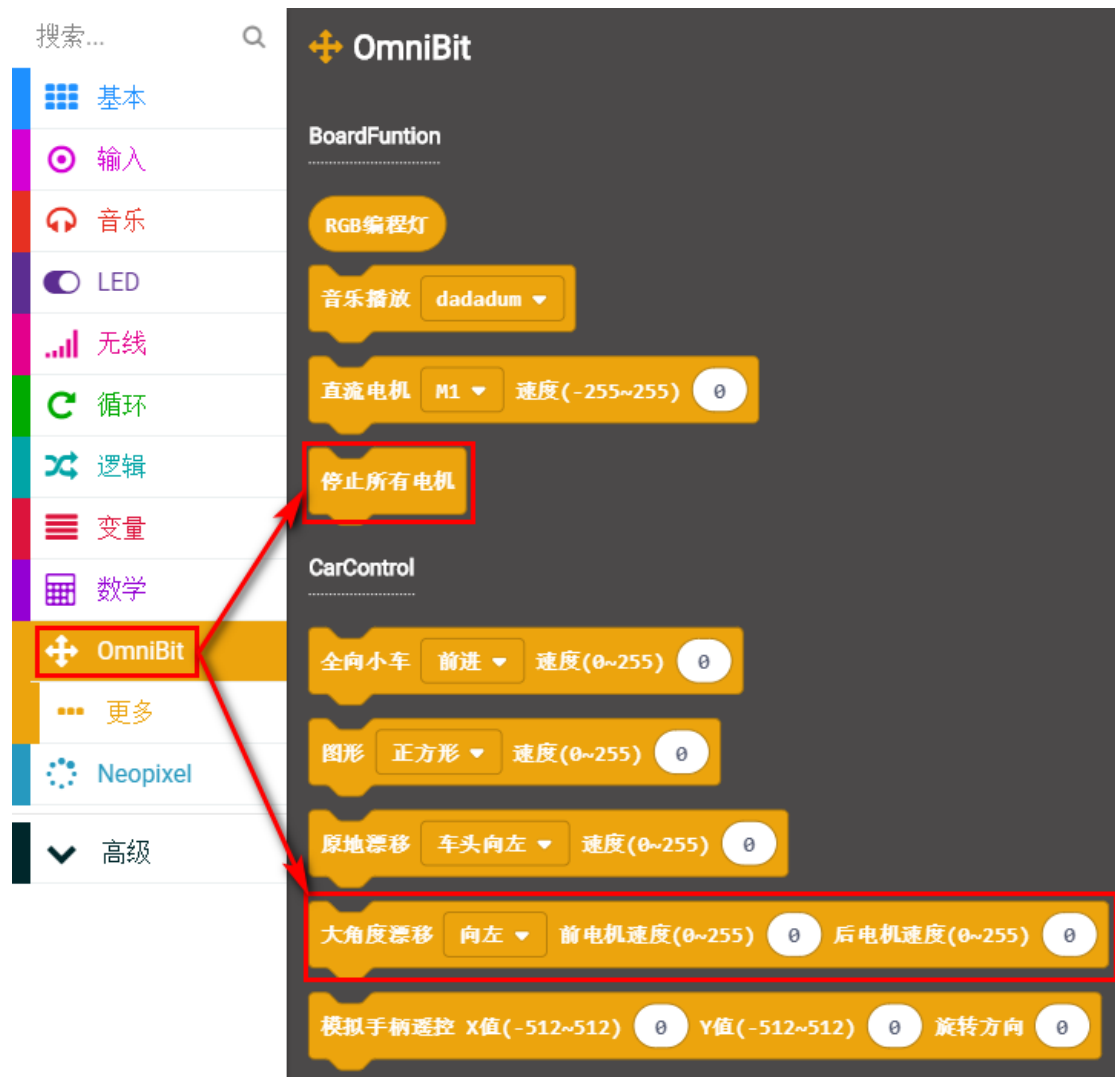 搜索...
基本
输入
音乐
LED
无线
循环
逻辑
变量
数学
OmniBit
更多
Neopixel
高级
OmniBit
BoardFuntion
RGB编程灯
音乐播放 dadadum
直流电机 M1 速度(-255~255) 0
停止所有电机
CarControl
全向小车 前进 速度(0~255) 0
图形 正方形 速度(0~255) 0
原地漂移 车头向左 速度(0~255) 0
大角度漂移 向左 前电机速度(0~255) 0 后电机速度(0~255) 0
模拟手柄遥控 X值(-512~512) 0 Y值(-512~512) 0 旋转方向 0